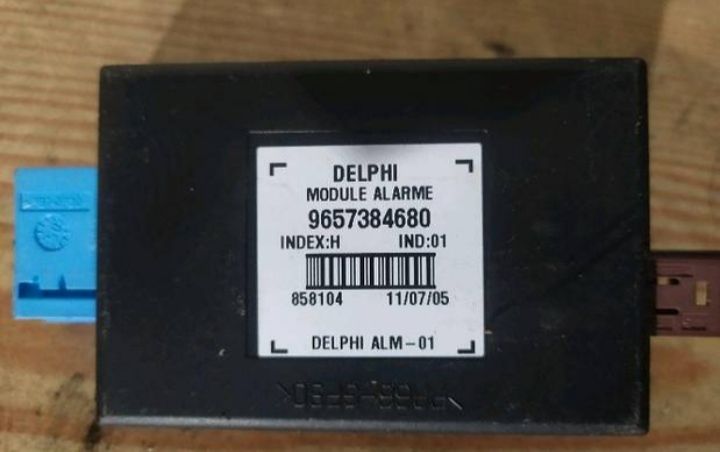 DELPHI
MODULE ALARME
9657384680
INDEX:H IND:01
858104 11/07/05
DELPHI ALM-01